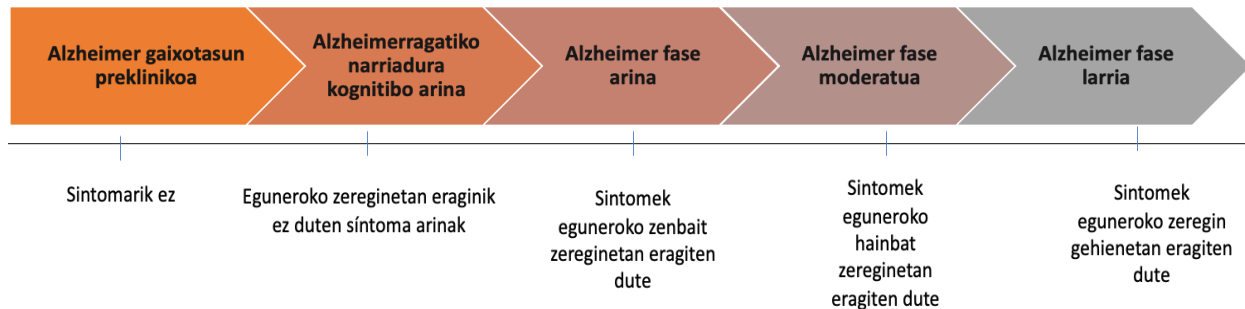 Alzheimer gaixotasun
preklinikoa
Alzheimerragatiko
narriadura
kognitibo arina
Alzheimer fase
arina
Alzheimer fase
moderatua
Alzheimer fase
larria
Sintomarik ez
Eguneroko zereginetan eraginik
ez duten síntoma arinak
Sintomek
eguneroko zenbait
zereginetan eragiten
dute
Sintomek
eguneroko
hainbat
zereginetan
eragiten dute
Sintomek
eguneroko zeregin
gehienetan eragiten
dute